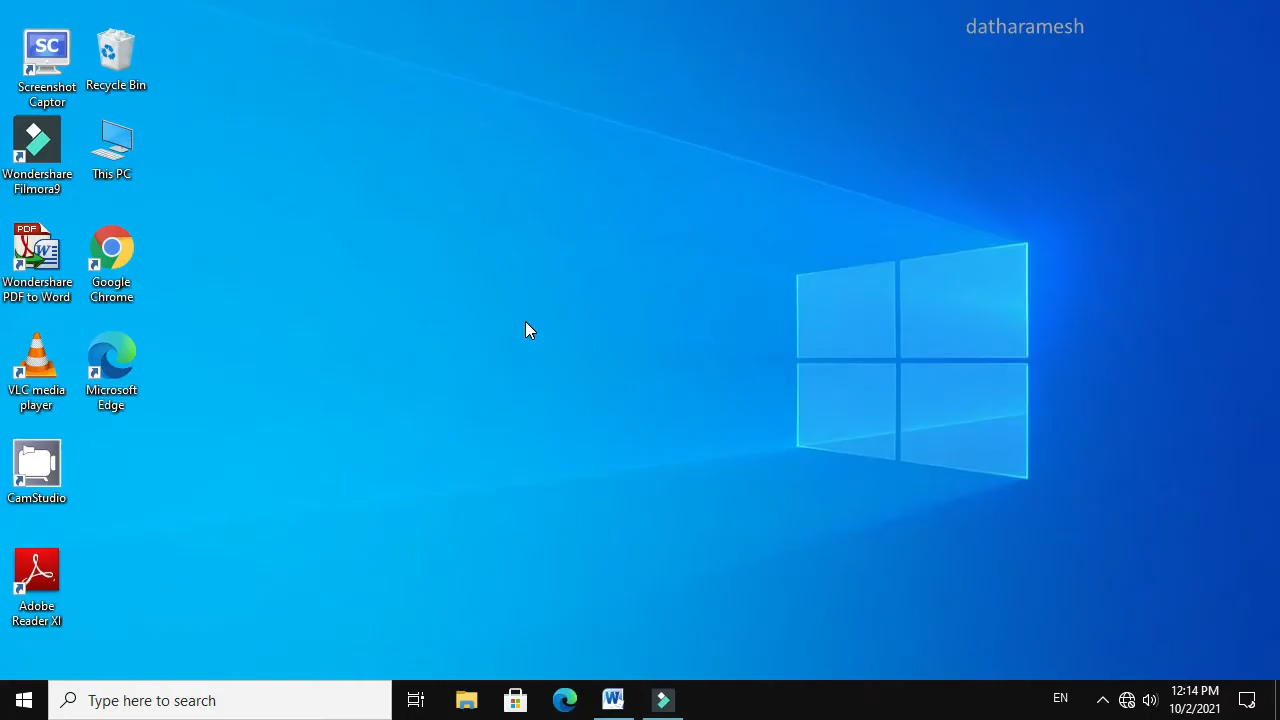 datharamesh
SC
Screenshot
Captor
Recycle Bin
Wondershare
Filmora9
This PC
PDF
W
Wondershare
PDF to Word
Google
Chrome
VLC media
player
Microsoft
Edge
CamStudio
Adobe
Reader XI
Type here to search
W
EN
12:14 PM
10/2/2021